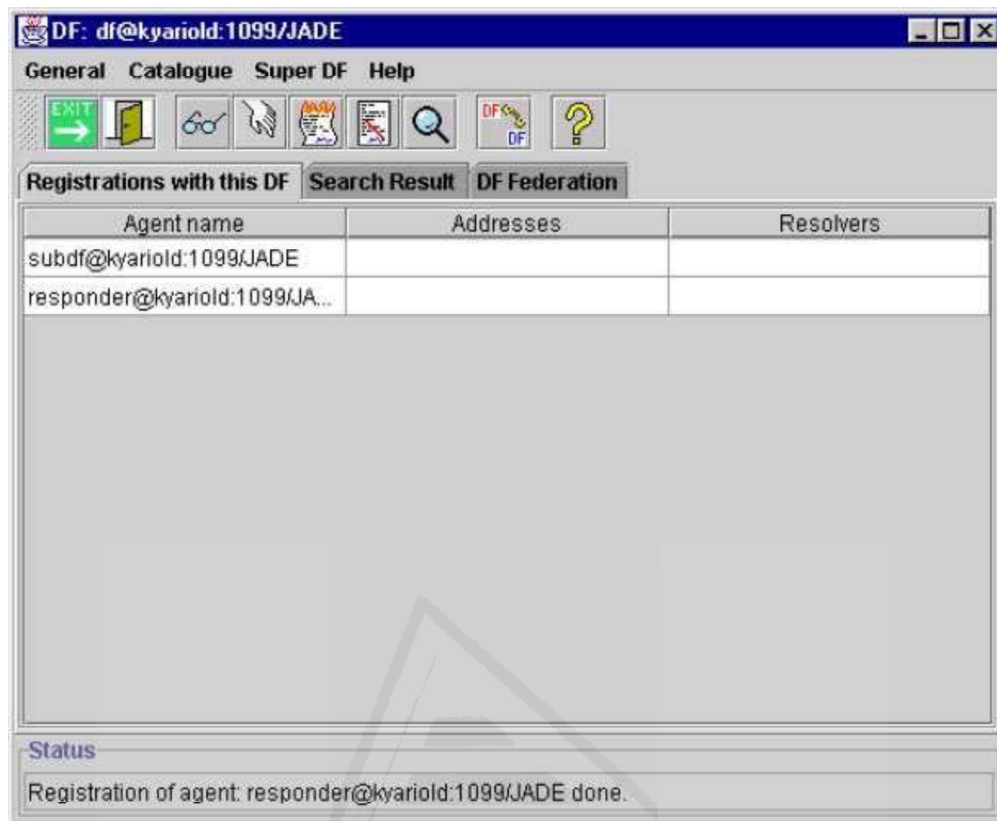 DF: df@kyariold:1099/JADE
General Catalogue Super DF Help
EXIT DF DF
Registrations with this DF Search Result DF Federation
Agent name Addresses Resolvers
subdf@kyariold:1099/JADE
responder@kyariold:1099/JA...
Status
Registration of agent: responder@kyariold:1099/JADE done.